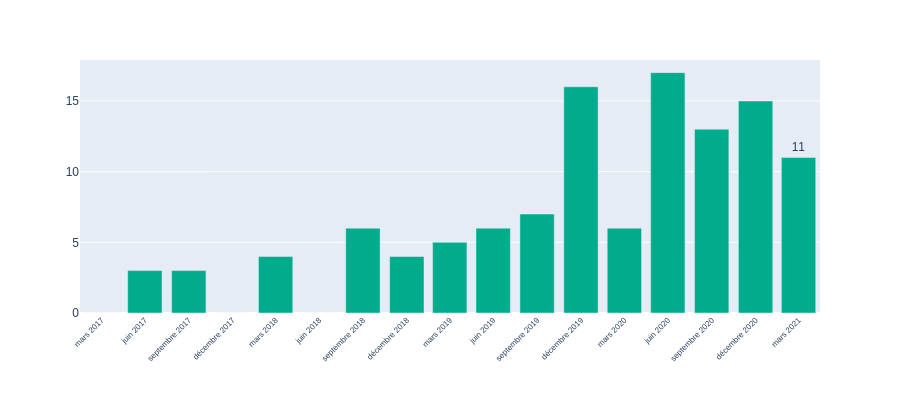 15
10
5
0
11
mars 2017
juin 2017
septembre 2017
décembre 2017
mars 2018
juin 2018
septembre 2018
décembre 2018
mars 2019
juin 2019
septembre 2019
décembre 2019
mars 2020
juin 2020
septembre 2020
décembre 2020
mars 2021